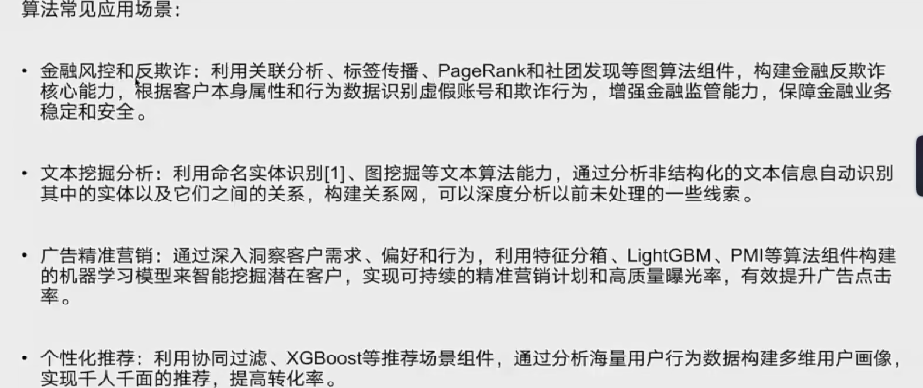 算法常见应用场景：
• 金融风控和反欺诈：利用关联分析、标签传播、PageRank和社团发现等图算法组件，构建金融反欺诈
核心能力，根据客户本身属性和行为数据识别虚假账号和欺诈行为，增强金融监管能力，保障金融业务
稳定和安全。
• 文本挖掘分析：利用命名实体识别[1]、图挖掘等文本算法能力，通过分析非结构化的文本信息自动识别
其中的实体以及它们之间的关系，构建关系网，可以深度分析以前未处理的一些线索。
• 广告精准营销：通过深入洞察客户需求、偏好和行为，利用特征分箱、LightGBM、PMI等算法组件构建
的机器学习模型来智能挖掘潜在客户，实现可持续的精准营销计划和高质量曝光率，有效提升广告点击
率。
• 个性化推荐：利用协同过滤、XGBoost等推荐场景组件，通过分析海量用户行为数据构建多维用户画像，
实现千人千面的推荐，提高转化率。